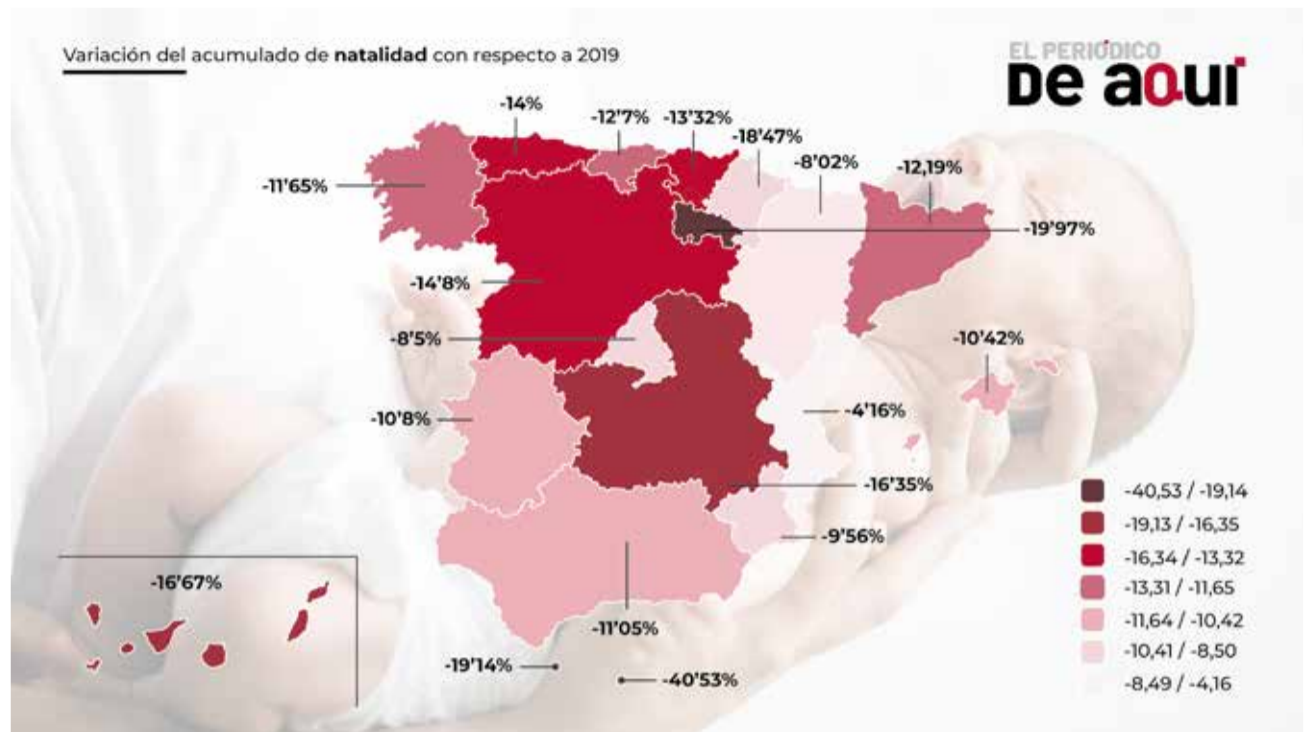 Variación del acumulado de natalidad con respecto a 2019
EL PERIÓDICO
De aquí
-14%
-12'7%
-13'32%
-18'47%
-8'02%
-12,19%
-11'65%
-19'97%
-14'8%
-8'5%
-10'42%
-10'8%
-4'16%
-16'35%
-9'56%
-16'67%
-11'05%
-19'14%
-40'53%
-40,53 / -19,14
-19,13 / -16,35
-16,34 / -13,32
-13,31 / -11,65
-11,64 / -10,42
-10,41 / -8,50
-8,49 / -4,16